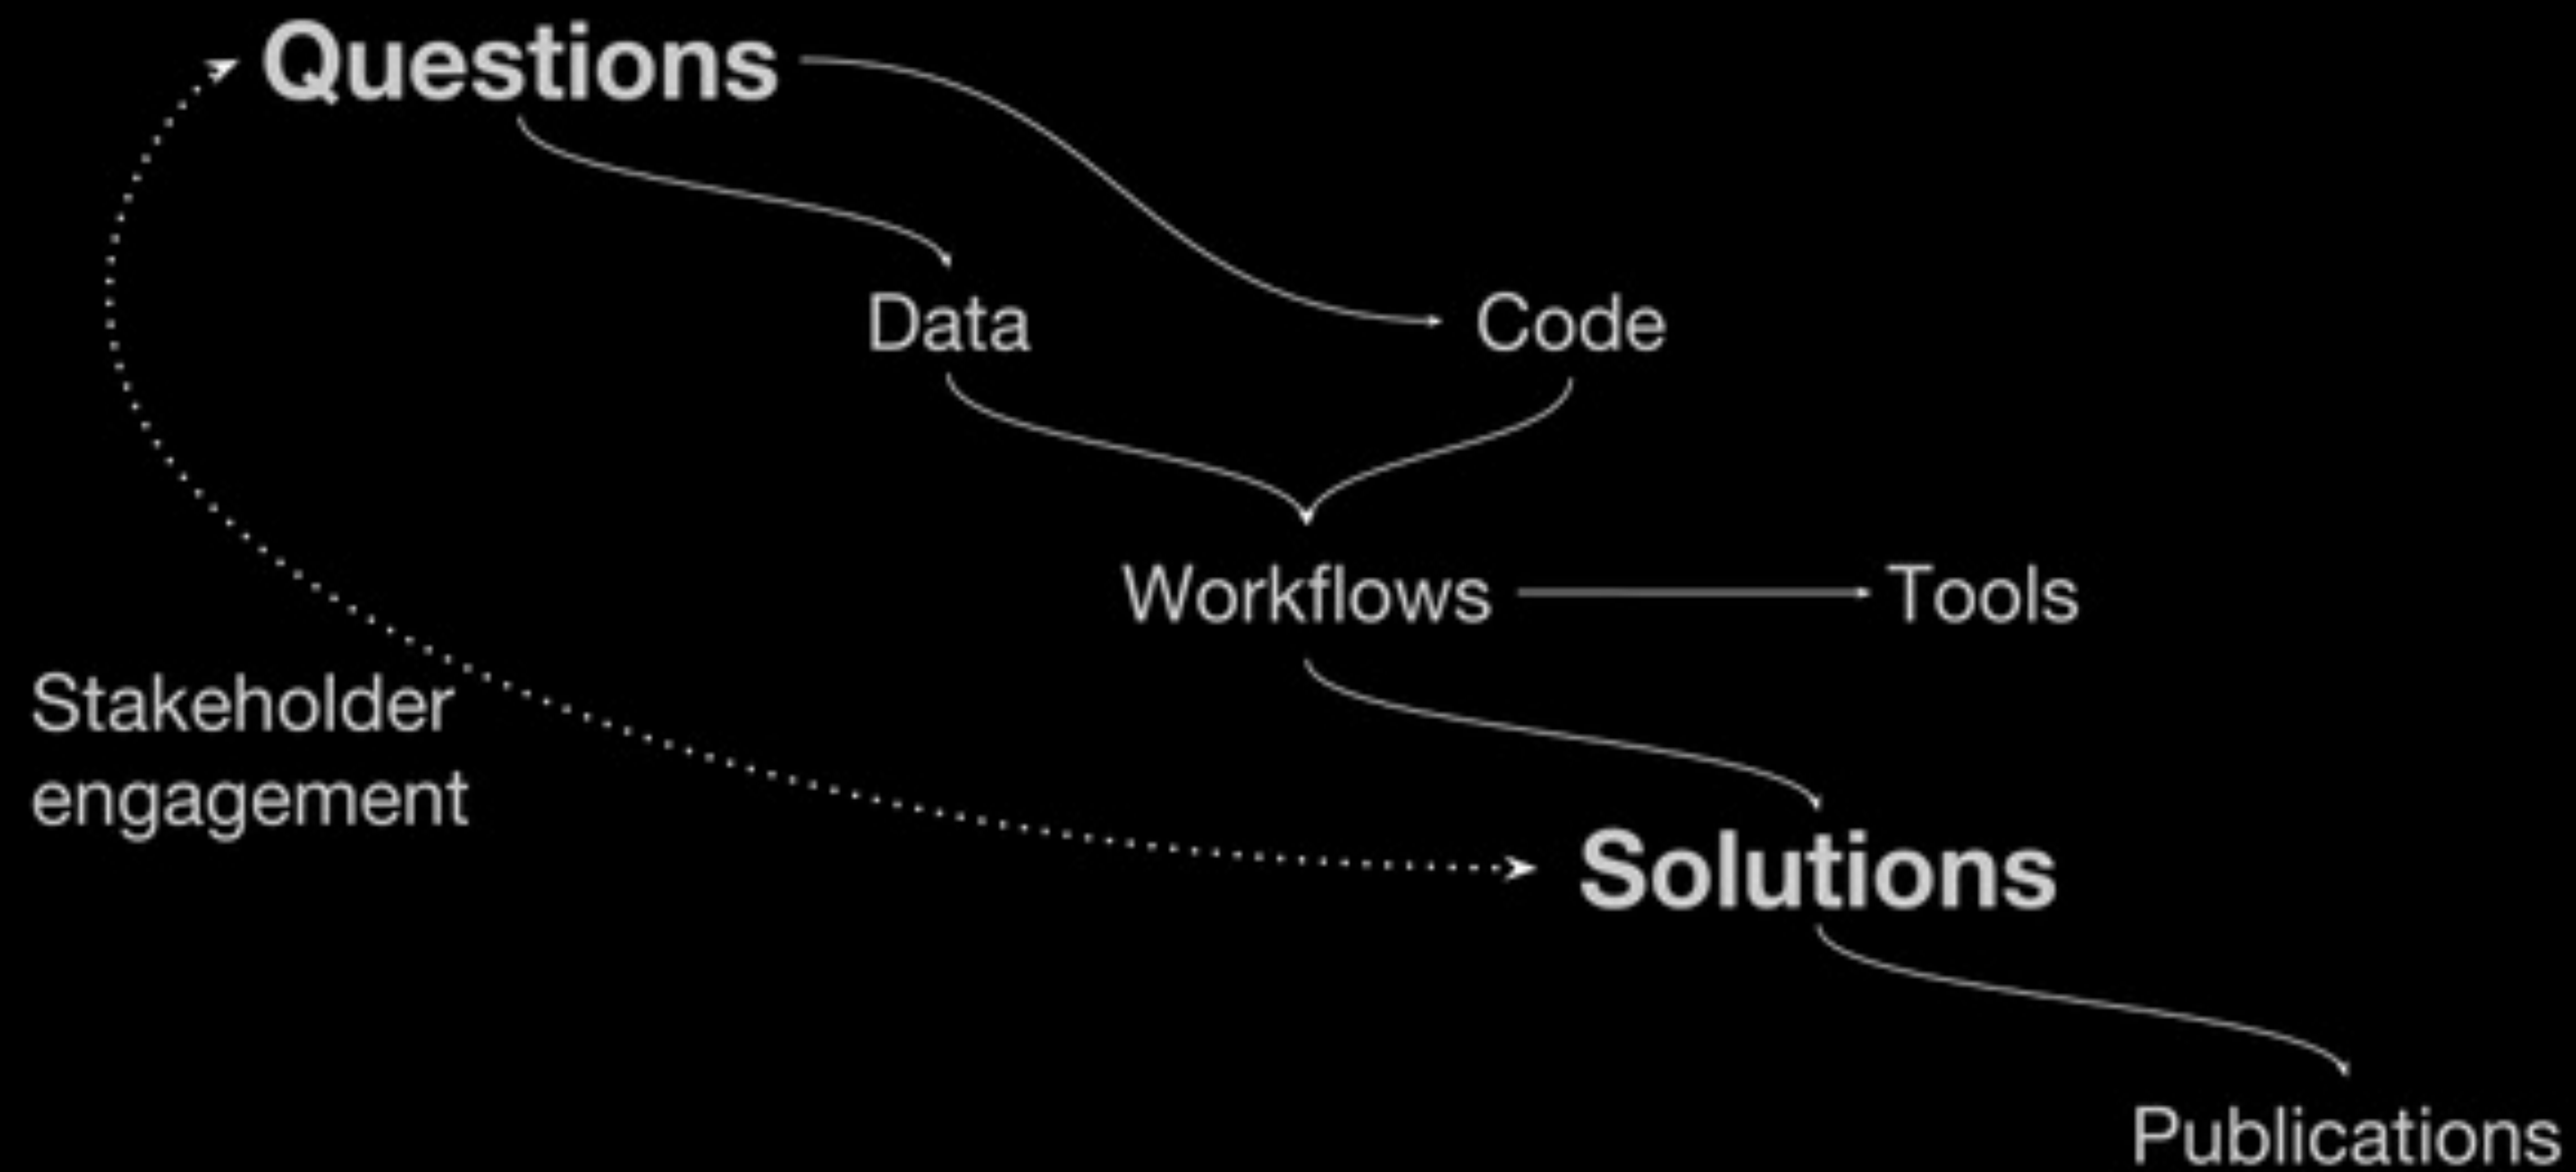 Questions
Data
Code
Workflows
Tools
Stakeholder
engagement
Solutions
Publications